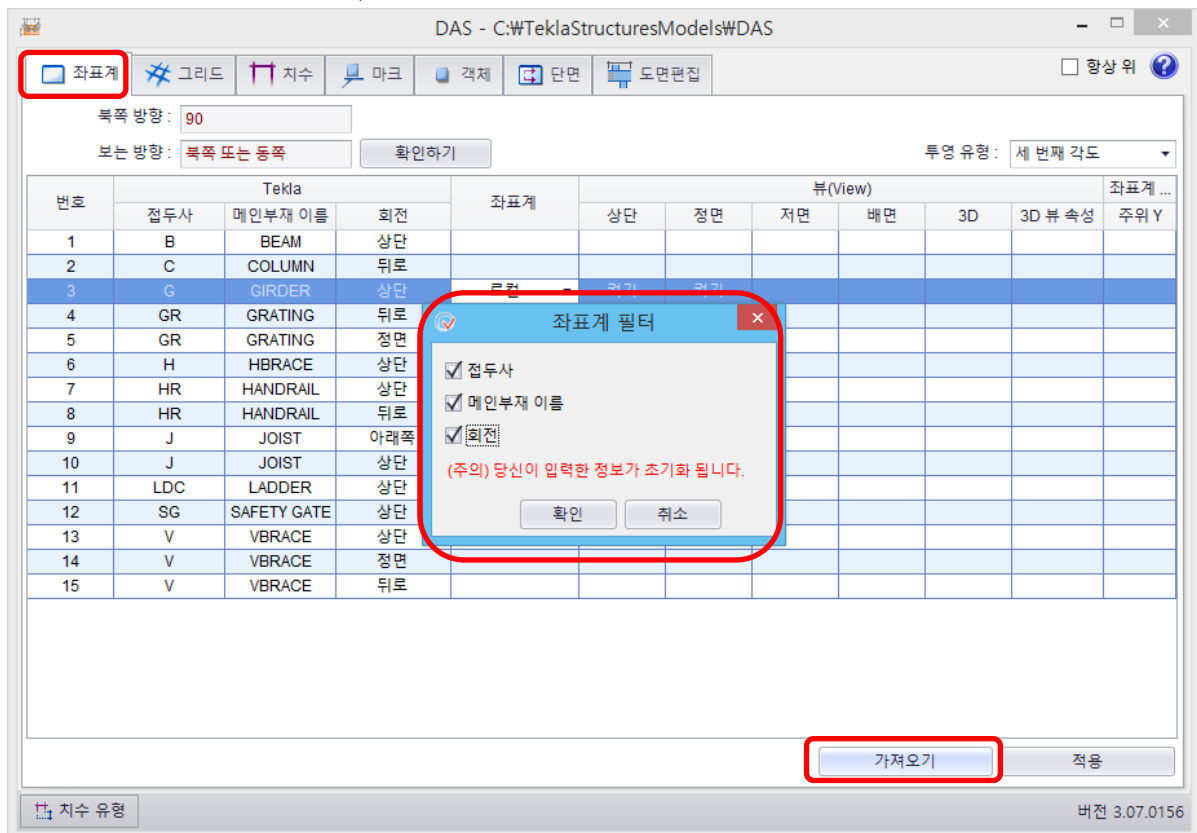 DAS - C:₩TeklaStructuresModels₩DAS
좌표계 그리드 치수 마크 객체 단면 도면편집 항상 위
북쪽 방향 : 90
보는 방향 : 북쪽 또는 동쪽 확인하기 투영 유형 : 세 번째 각도
번호 Tekla 좌표계 뷰(View) 좌표계 ...
접두사 메인부재 이름 회전 상단 정면 저면 배면 3D 3D 뷰 속성 주위 Y
1 B BEAM 상단
2 C COLUMN 뒤로
3 G GIRDER 상단
4 GR GRATING 뒤로
5 GR GRATING 정면
6 H HBRACE 상단
7 HR HANDRAIL 상단
8 HR HANDRAIL 뒤로
9 J JOIST 아래쪽
10 J JOIST 상단
11 LDC LADDER 상단
12 SG SAFETY GATE 상단
13 V VBRACE 상단
14 V VBRACE 정면
15 V VBRACE 뒤로
좌표계 필터
접두사
메인부재 이름
회전
(주의) 당신이 입력한 정보가 초기화 됩니다.
확인 취소
가져오기 적용
치수 유형 버전 3.07.0156